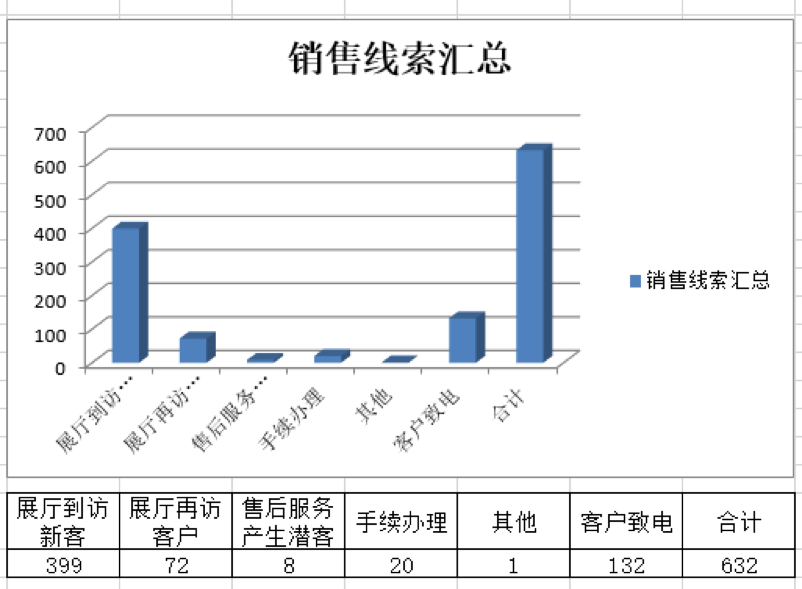 销售线索汇总
700
600
500
400
300
200
100
0
展厅到访…
展厅再访…
售后服务…
手续办理
其他
客户致电
合计
销售线索汇总
展厅到访 展厅再访 售后服务
新客 客户 产生潜客 手续办理 其他 客户致电 合计
399 72 8 20 1 132 632